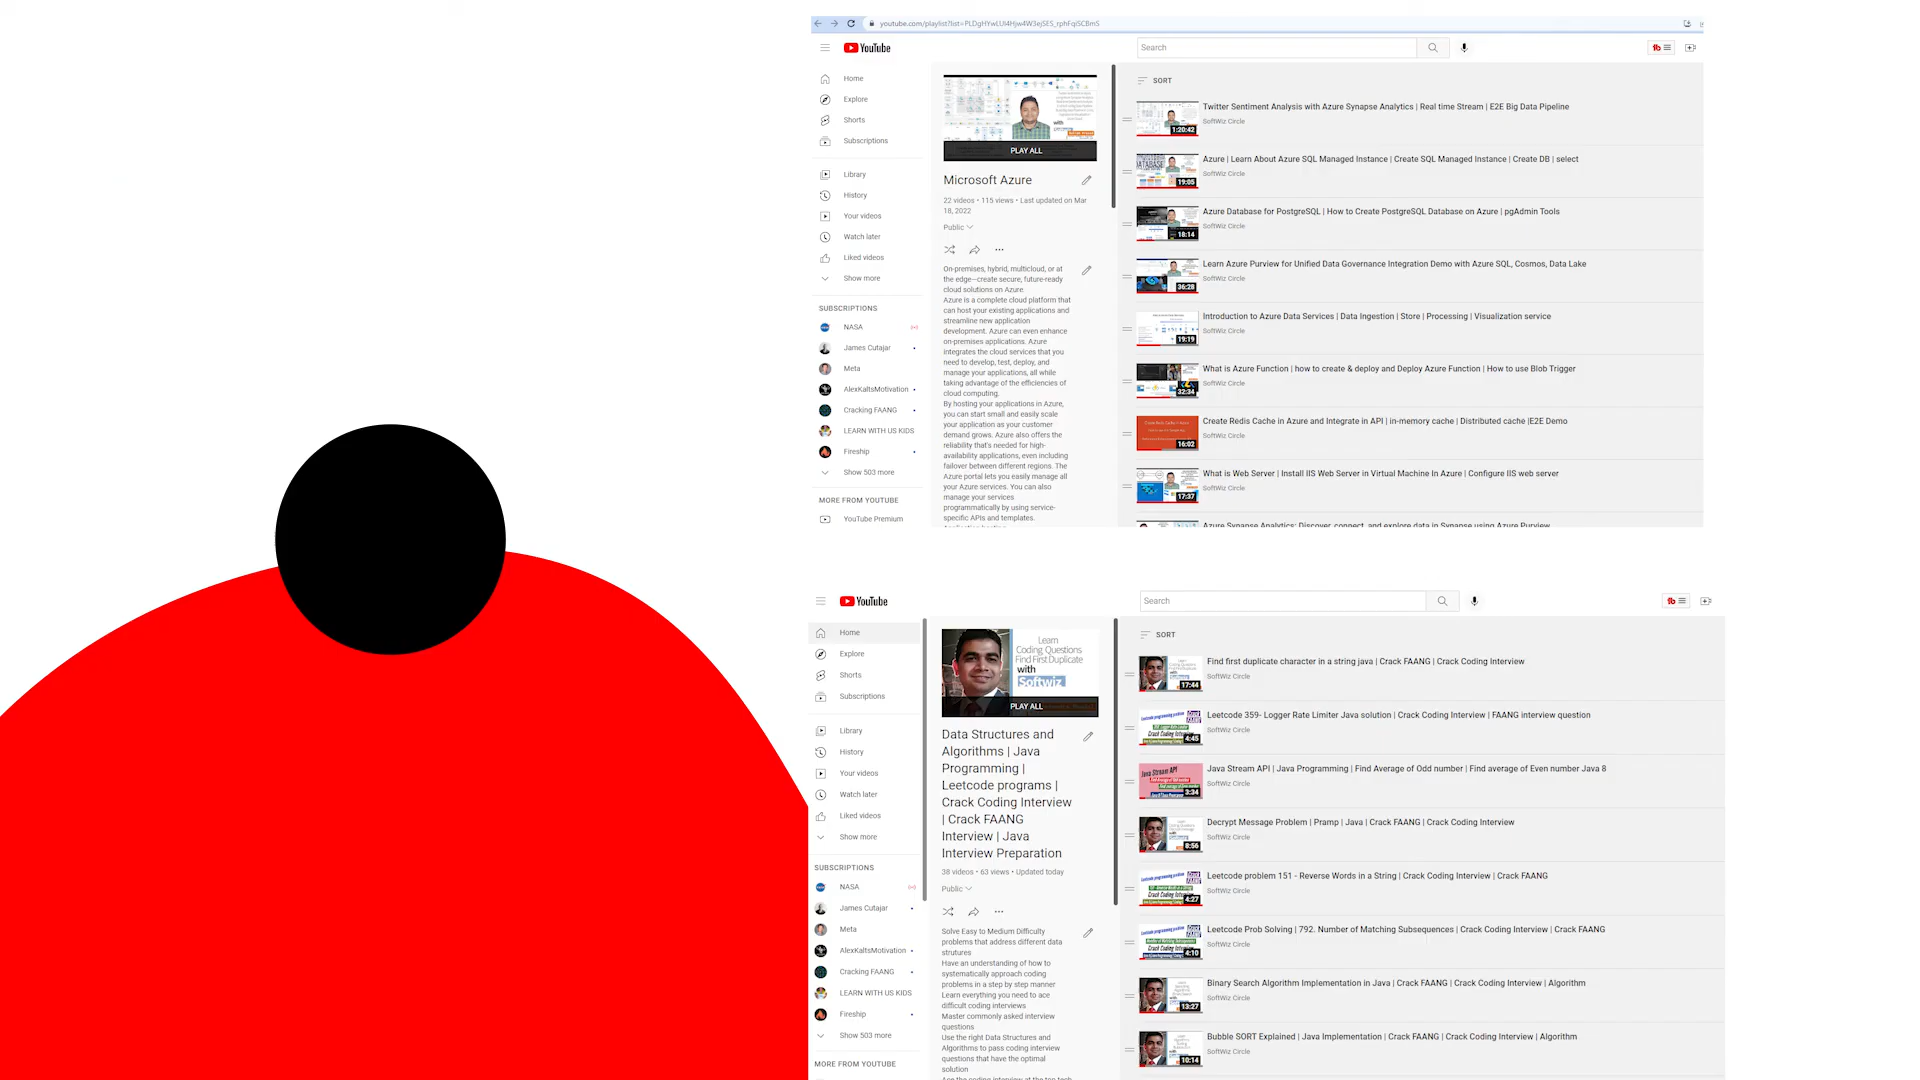 youtube.com/playlist?list=PLDgHYwLUI4Hjw4W3ejSES_rphFqiSCBmS
YouTube
Search
Home
Explore
Shorts
Subscriptions
Library
History
Your videos
Watch later
Liked videos
Show more
SUBSCRIPTIONS
NASA
James Cutajar
Meta
AlexKaltsMotivation
Cracking FAANG
LEARN WITH US KIDS
Fireship
Show 503 more
MORE FROM YOUTUBE
YouTube Premium
PLAY ALL
Microsoft Azure
22 videos • 115 views • Last updated on Mar
18, 2022
Public
On-premises, hybrid, multicloud, or at
the edge—create secure, future-ready
cloud solutions on Azure
Azure is a complete cloud platform that
can host your existing applications and
streamline new application
development. Azure can even enhance
on-premises applications. Azure
integrates the cloud services that you
need to develop, test, deploy, and
manage your applications, all while
taking advantage of the efficiencies of
cloud computing.
By hosting your applications in Azure,
you can start small and easily scale
your application as your customer
demand grows. Azure also offers the
reliability that's needed for high-
availability applications, even including
failover between different regions. The
Azure portal lets you easily manage all
your Azure services. You can also
manage your services
programmatically by using service-
specific APIs and templates.
SORT
1:20:42
Twitter Sentiment Analysis with Azure Synapse Analytics | Real time Stream | E2E Big Data Pipeline
SoftWiz Circle
19:05
Azure | Learn About Azure SQL Managed Instance | Create SQL Managed Instance | Create DB | select
SoftWiz Circle
18:14
Azure Database for PostgreSQL | How to Create PostgreSQL Database on Azure | pgAdmin Tools
SoftWiz Circle
36:28
Learn Azure Purview for Unified Data Governance Integration Demo with Azure SQL, Cosmos, Data Lake
SoftWiz Circle
19:19
Introduction to Azure Data Services | Data Ingestion | Store | Processing | Visualization service
SoftWiz Circle
32:34
What is Azure Function | how to create & deploy and Deploy Azure Function | How to use Blob Trigger
SoftWiz Circle
16:02
Create Redis Cache in Azure and Integrate in API | in-memory cache | Distributed cache |E2E Demo
SoftWiz Circle
17:37
What is Web Server | Install IIS Web Server in Virtual Machine In Azure | Configure IIS web server
SoftWiz Circle
Azure Synapse Analytics: Discover, connect, and explore data in Synapse using Azure Purview
YouTube
Search
Home
Explore
Shorts
Subscriptions
Library
History
Your videos
Watch later
Liked videos
Show more
SUBSCRIPTIONS
NASA
James Cutajar
Meta
AlexKaltsMotivation
Cracking FAANG
LEARN WITH US KIDS
Fireship
Show 503 more
MORE FROM YOUTUBE
Learn
Coding Questions
Find First Duplicate
with
Softwiz
PLAY ALL
Data Structures and
Algorithms | Java
Programming |
Leetcode programs |
Crack Coding Interview
| Crack FAANG
Interview | Java
Interview Preparation
38 videos • 63 views • Updated today
Public
Solve Easy to Medium Difficulty
problems that address different data
strutures
Have an understanding of how to
systematically approach coding
problems in a step by step manner
Learn everything you need to ace
difficult coding interviews
Master commonly asked interview
questions
Use the right Data Structures and
Algorithms to pass coding interview
questions that have the optimal
solution
Ace the coding interview at the top tech
SORT
17:44
Find first duplicate character in a string java | Crack FAANG | Crack Coding Interview
SoftWiz Circle
4:45
Leetcode 359- Logger Rate Limiter Java solution | Crack Coding Interview | FAANG interview question
SoftWiz Circle
Java Stream API
3:34
Java Stream API | Java Programming | Find Average of Odd number | Find average of Even number Java 8
SoftWiz Circle
8:56
Decrypt Message Problem | Pramp | Java | Crack FAANG | Crack Coding Interview
SoftWiz Circle
4:27
Leetcode problem 151 - Reverse Words in a String | Crack Coding Interview | Crack FAANG
SoftWiz Circle
4:10
Leetcode Prob Solving | 792. Number of Matching Subsequences | Crack Coding Interview | Crack FAANG
SoftWiz Circle
13:27
Binary Search Algorithm Implementation in Java | Crack FAANG | Crack Coding Interview | Algorithm
SoftWiz Circle
10:14
Bubble SORT Explained | Java Implementation | Crack FAANG | Crack Coding Interview | Algorithm
SoftWiz Circle